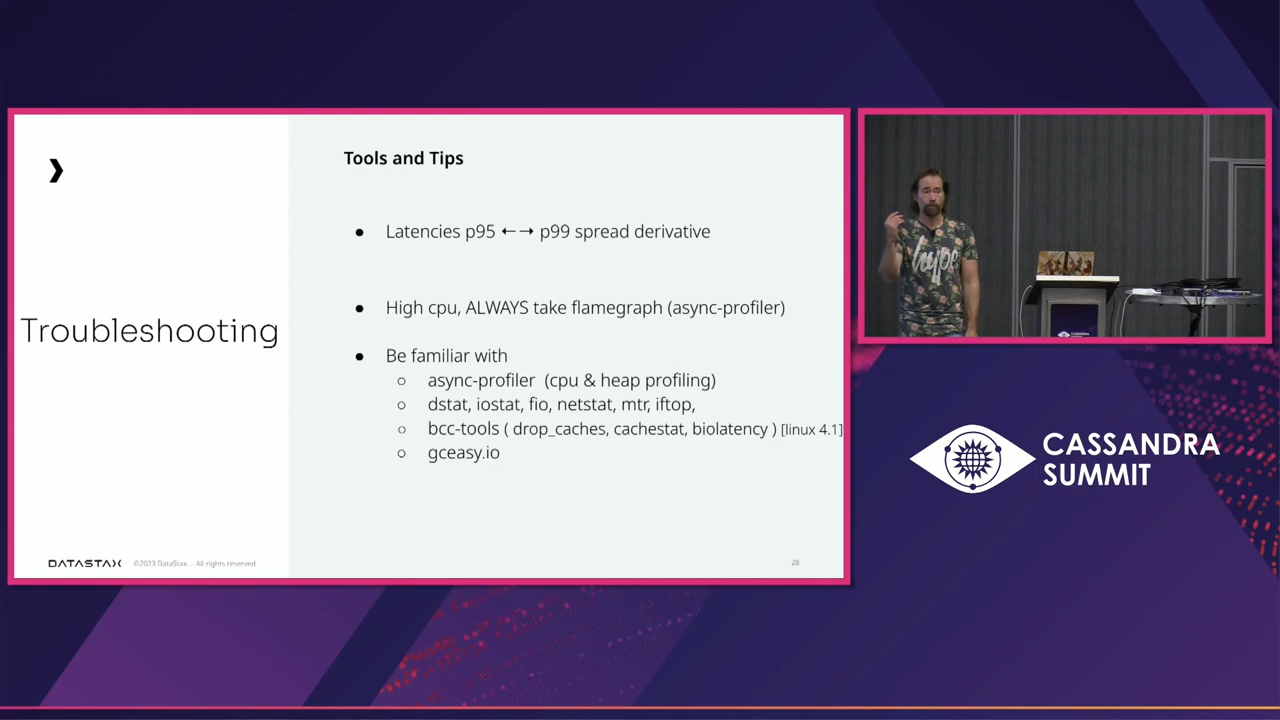 Tools and Tips
Troubleshooting
● Latencies p95 ←→ p99 spread derivative
● High cpu, ALWAYS take flamegraph (async-profiler)
● Be familiar with
○ async-profiler (cpu & heap profiling)
○ dstat, iostat, fio, netstat, mtr, iftop,
○ bcc-tools ( drop_caches, cachestat, biolatency ) [linux 4.1]
○ gceasy.io
DATASTAX ©2023 DataStax. - All rights reserved
28
hype
CASSANDRA
SUMMIT